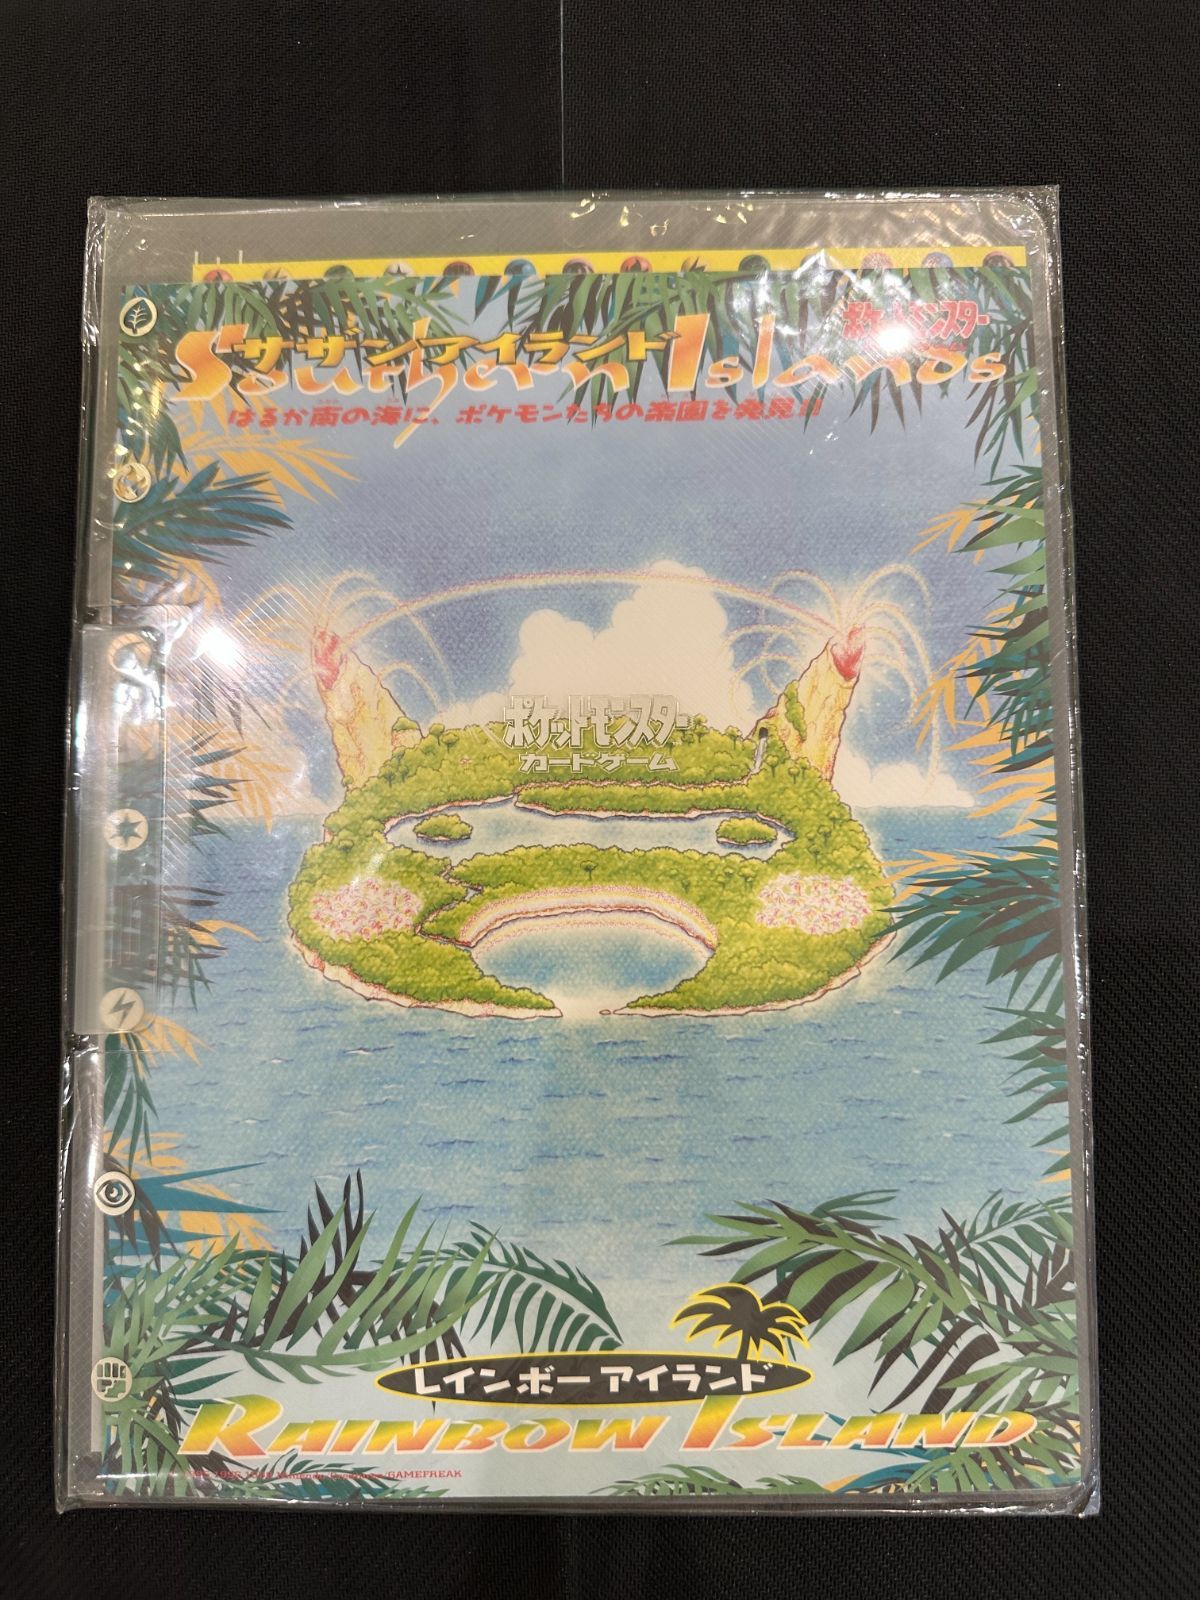 ポケットモンスター
サザンアイランド
Southern Islands
はるか南の海に、ポケモンたちの楽園を発見!!
ポケットモンスター
カードゲーム
レインボーアイランド
RAINBOW ISLAND
GAMEFREAK